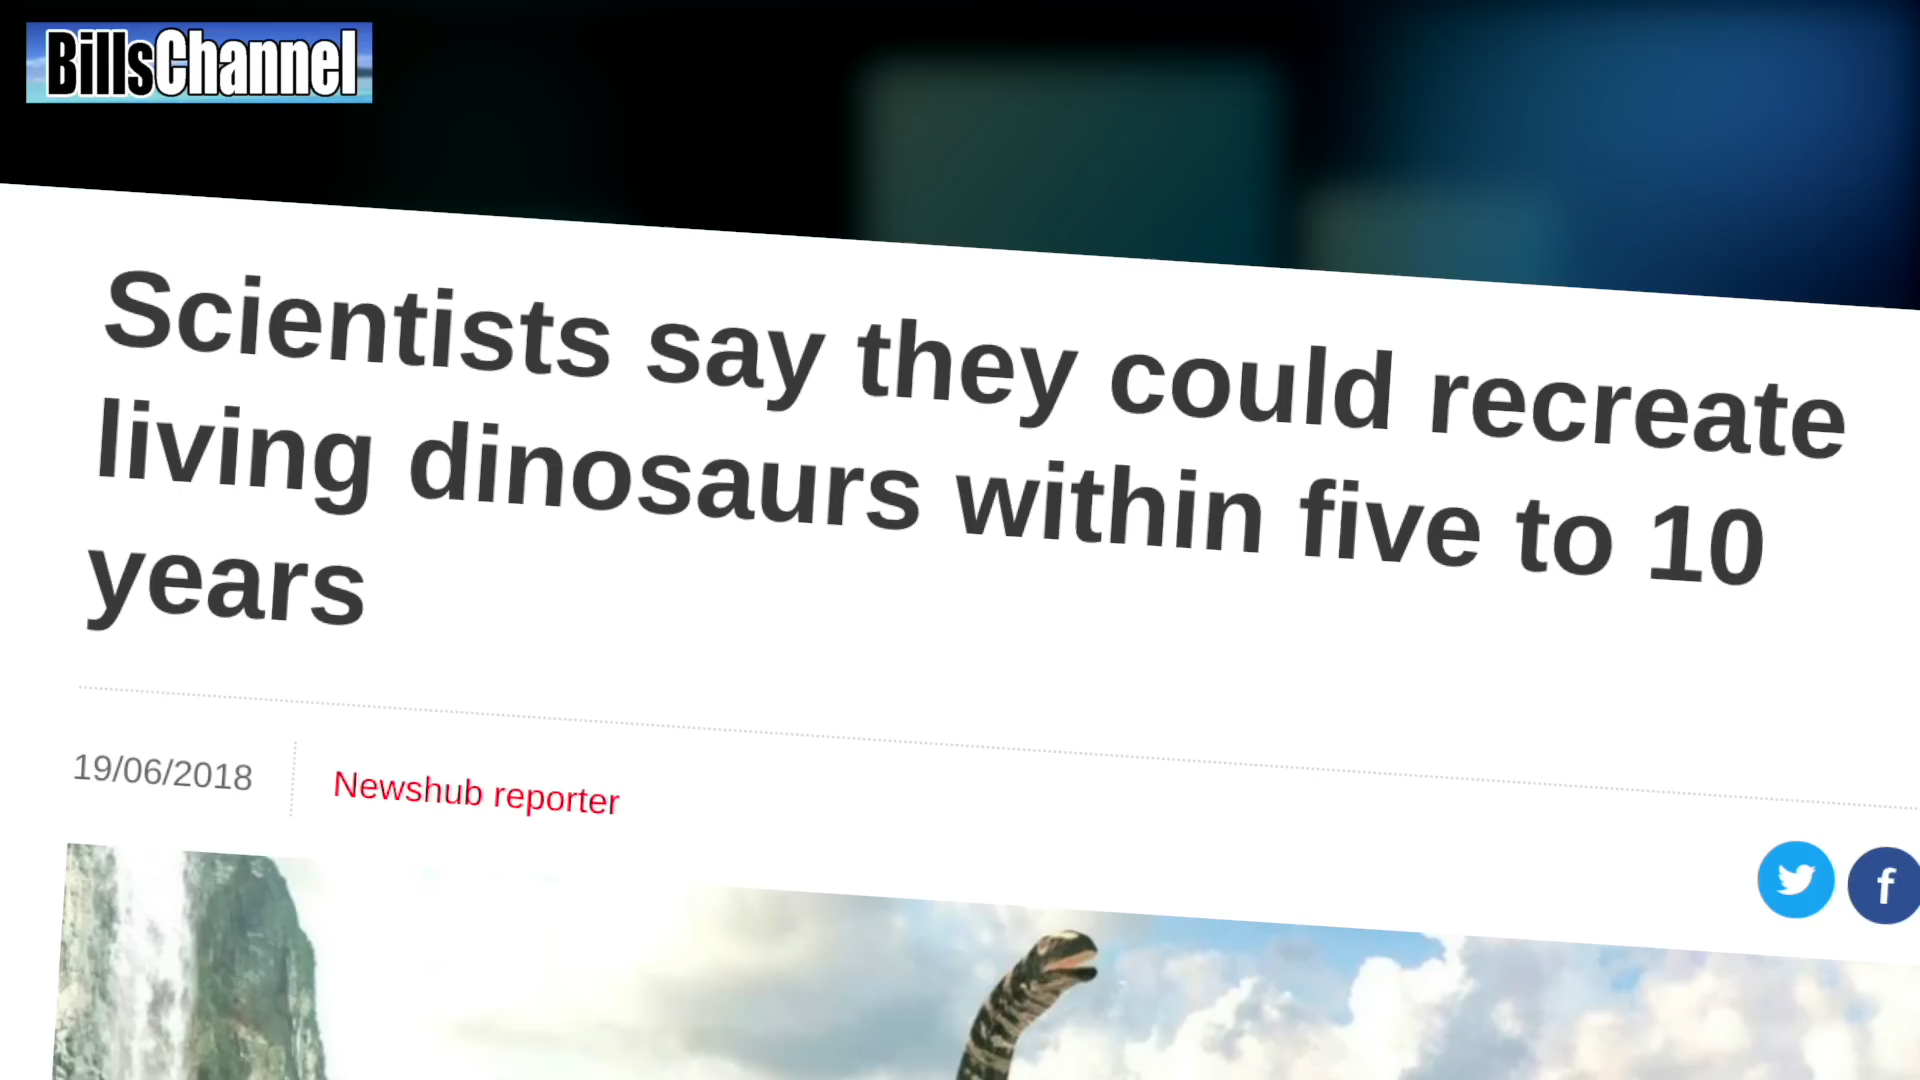 BillsChannel
Scientists say they could recreate
living dinosaurs within five to 10
years
19/06/2018
Newshub reporter
f